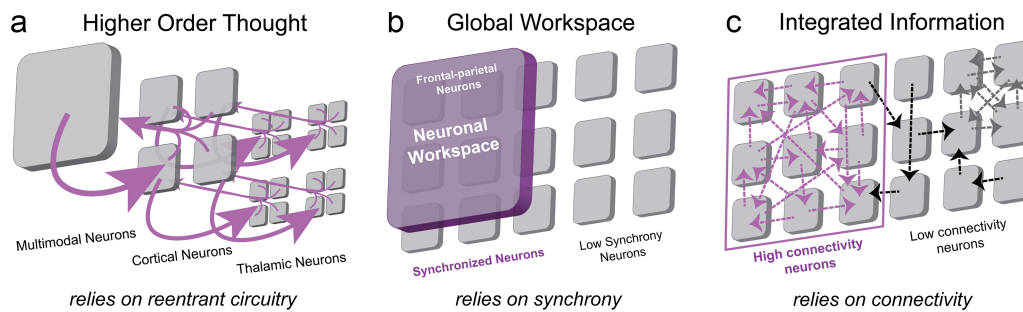 a Higher Order Thought
Multimodal Neurons
Cortical Neurons
Thalamic Neurons
relies on reentrant circuitry
b Global Workspace
Frontal-parietal
Neurons
Neuronal
Workspace
Synchronized Neurons
Low Synchrony
Neurons
relies on synchrony
c Integrated Information
High connectivity
neurons
Low connectivity
neurons
relies on connectivity